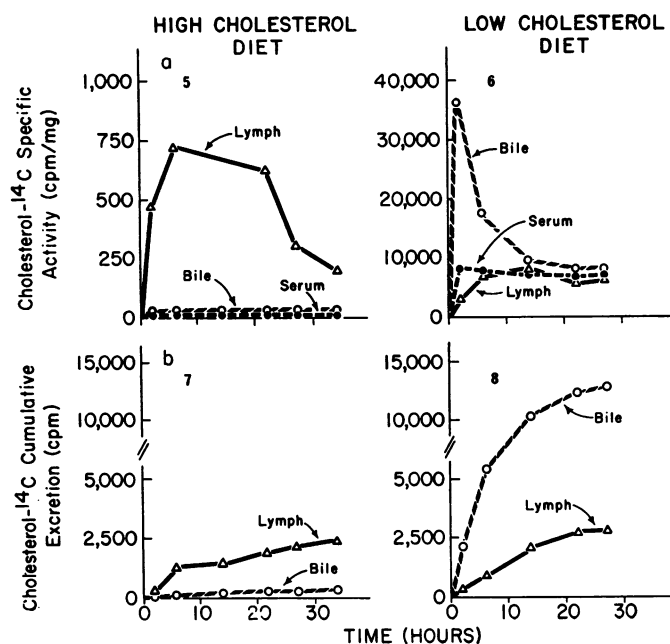 HIGH CHOLESTEROL
DIET
LOW CHOLESTEROL
DIET
a
5
6
Cholesterol-14C Specific
Activity (cpm/mg)
1,000
750
500
250
0
Lymph
Bile
Serum
40,000
30,000
20,000
10,000
0
Bile
Serum
Lymph
b
7
8
Cholesterol-14C Cumulative
Excretion (cpm)
15,000
10,000
5,000
2,500
0
Lymph
Bile
0
10
20
30
15,000
10,000
5,000
2,500
0
Bile
Lymph
0
10
20
30
TIME (HOURS)